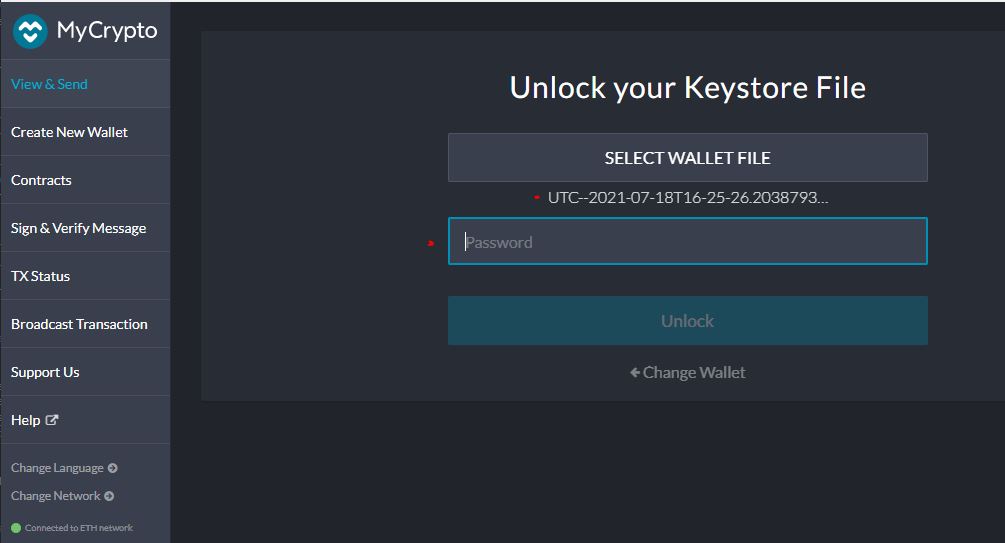 MyCrypto
View & Send
Create New Wallet
Contracts
Sign & Verify Message
TX Status
Broadcast Transaction
Support Us
Help
Change Language
Change Network
Connected to ETH network
Unlock your Keystore File
SELECT WALLET FILE
UTC--2021-07-18T16-25-26.2038793...
Password
Unlock
Change Wallet